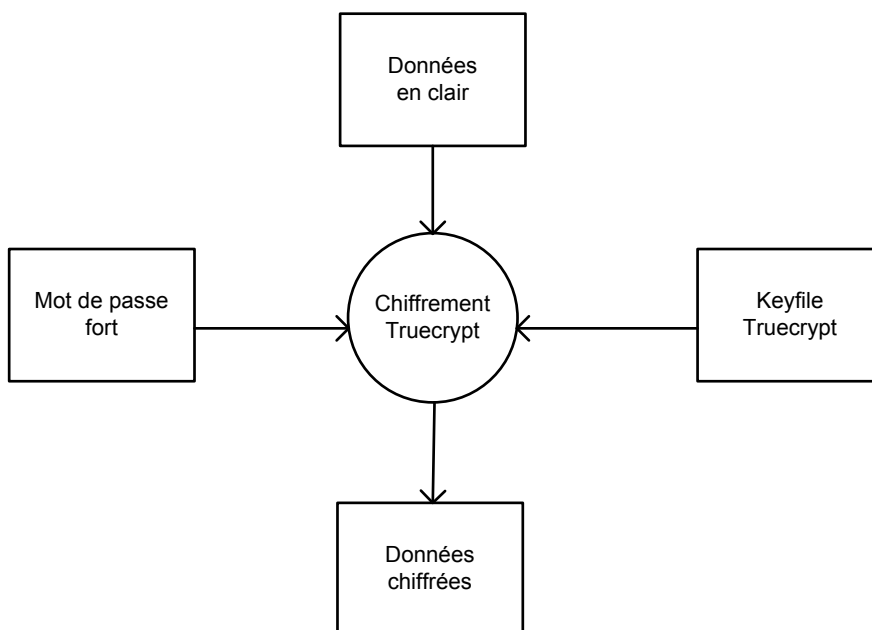 Données
en clair
Mot de passe
fort
Chiffrement
Truecrypt
Keyfile
Truecrypt
Données
chiffrées